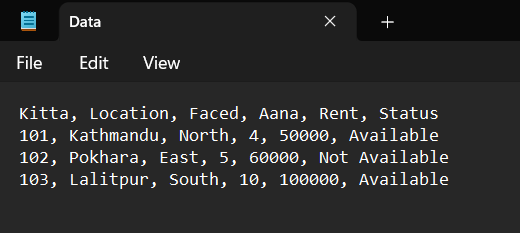 Data
File Edit View
Kitta, Location, Faced, Aana, Rent, Status
101, Kathmandu, North, 4, 50000, Available
102, Pokhara, East, 5, 60000, Not Available
103, Lalitpur, South, 10, 100000, Available